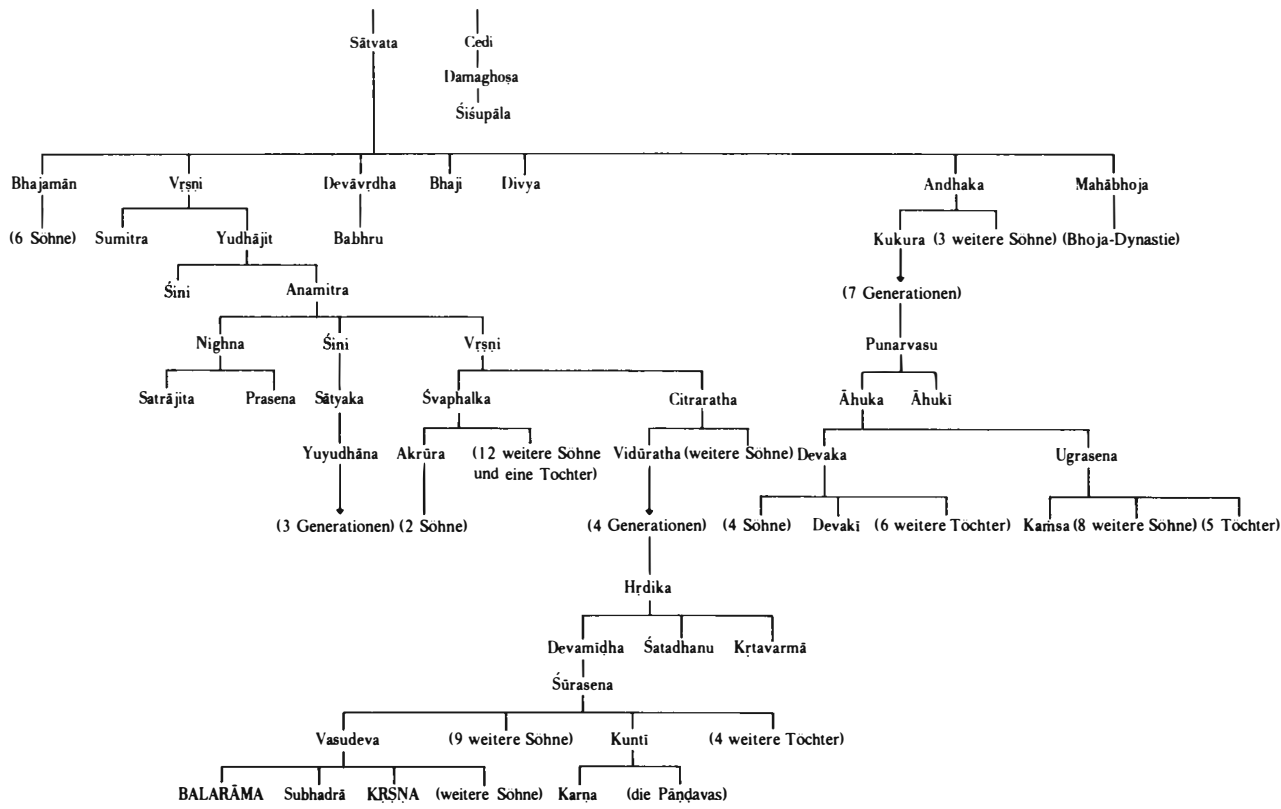 Sātvata
Cedi
Damaghoṣa
Śiśupāla
Bhajamān
Vṛṣṇi
Devāvṛdha
Bhaji
Divya
Andhaka
Mahābhoja
(6 Söhne)
Sumitra
Yudhājit
Babhru
Kukura
(3 weitere Söhne)
(Bhoja-Dynastie)
Śini
Anamitra
(7 Generationen)
Nighna
Śini
Vṛṣṇi
Punarvasu
Satrājita
Prasena
Sātyaka
Śvaphalka
Citraratha
Āhuka
Āhukī
Yuyudhāna
Akrūra
(12 weitere Söhne
und eine Tochter)
Vidūratha
(weitere Söhne)
Devaka
Ugrasena
(3 Generationen)
(2 Söhne)
(4 Generationen)
(4 Söhne)
Devakī
(6 weitere Töchter)
Kaṁsa
(8 weitere Söhne)
(5 Töchter)
Hṛdika
Devamīḍha
Śatadhanu
Kṛtavarmā
Śūrasena
Vasudeva
(9 weitere Söhne)
Kuntī
(4 weitere Töchter)
BALARĀMA
Subhadrā
KṚṢṆA
(weitere Söhne)
Karṇa
(die Pāṇḍavas)